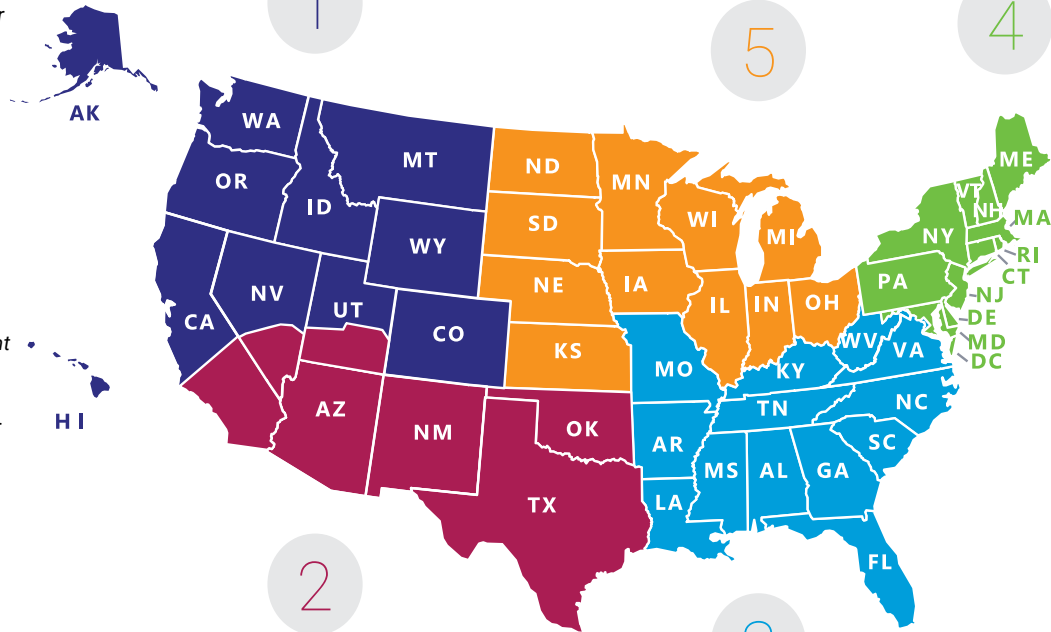 1
5
4
AK
WA
MT
ND
MN
ME
OR
ID
VT
NH
MA
WY
SD
WI
MI
NY
RI
CT
NV
UT
NE
IA
PA
NJ
IL
IN
OH
DE
CA
CO
WV
VA
MD
DC
KS
MO
KY
HI
AZ
NM
OK
TN
NC
AR
SC
MS
AL
GA
TX
LA
FL
2